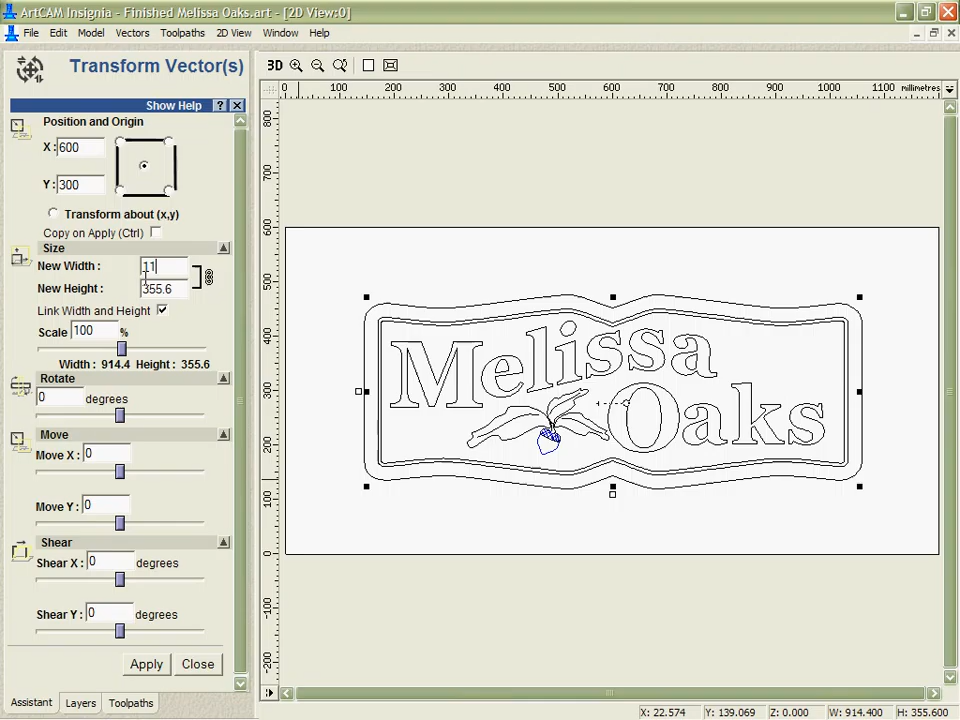 ArtCAM Insignia - Finished Melissa Oaks.art - [2D View:0]
File Edit Model Vectors Toolpaths 2D View Window Help
Transform Vector(s)
3D
Show Help ?
0 100 200 300 400 500 600 700 800 900 1000 1100 millimetres
800
700
600
500
400
300
200
100
0
-100
-200
Position and Origin
X: 600
Y: 300
Transform about (x,y)
Copy on Apply (Ctrl)
Size
New Width : 11
New Height : 355.6
Link Width and Height
Scale 100 %
Width : 914.4 Height : 355.6
Rotate
0 degrees
Move
Move X : 0
Move Y : 0
Shear
Shear X : 0 degrees
Shear Y : 0 degrees
Apply Close
Melissa
Oaks
Assistant Layers Toolpaths
X: 22.574 Y: 139.069 Z: 0.000 W: 914.400 H: 355.600